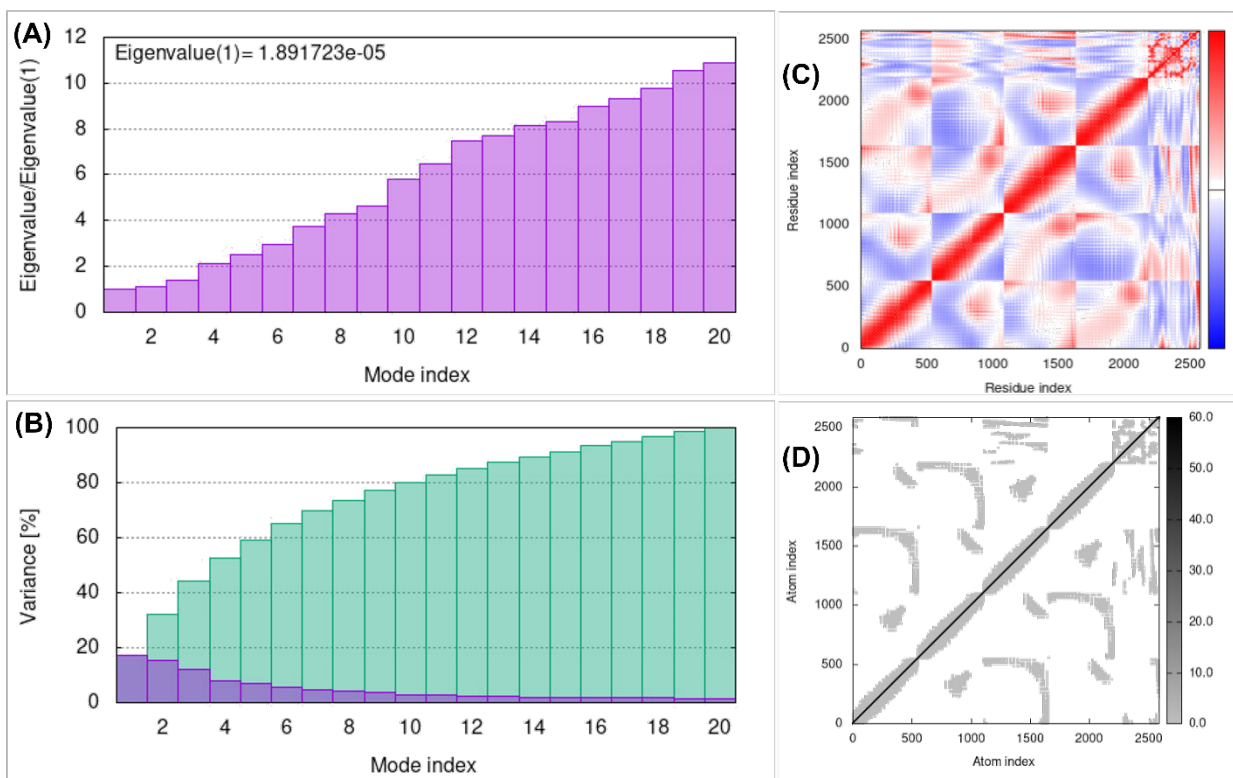 (A)
Eigenvalue(1)= 1.891723e-05
Eigenvalue/Eigenvalue(1)
12
10
8
6
4
2
0
2 4 6 8 10 12 14 16 18 20
Mode index
(B)
Variance [%]
100
80
60
40
20
0
2 4 6 8 10 12 14 16 18 20
Mode index
(C)
Residue index
2500
2000
1500
1000
500
0
0 500 1000 1500 2000 2500
Residue index
(D)
Atom index
2500
2000
1500
1000
500
0
0 500 1000 1500 2000 2500
Atom index
60.0
50.0
40.0
30.0
20.0
10.0
0.0